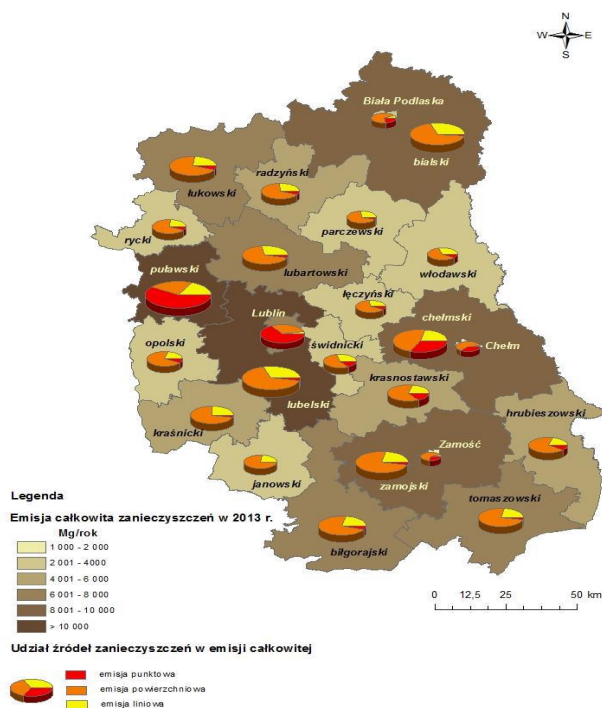 N
W E
S
Biała Podlaska
bialski
radzyński
łukowski
parczewski
rycki
lubartowski
włodawski
puławski
łęczyński
Lublin
chełmski
Chełm
opolski
świdnicki
krasnostawski
lubelski
hrubieszowski
kraśnicki
Zamość
zamojski
janowski
tomaszowski
biłgorajski
Legenda
Emisja całkowita zanieczyszczeń w 2013 r.
Mg/rok
1 000 - 2 000
2 001 - 4000
4 001 - 6 000
6 001 - 8 000
8 001 - 10 000
> 10 000
0 12,5 25 50 km
Udział źródeł zanieczyszczeń w emisji całkowitej
emisja punktowa
emisja powierzchniowa
emisja liniowa